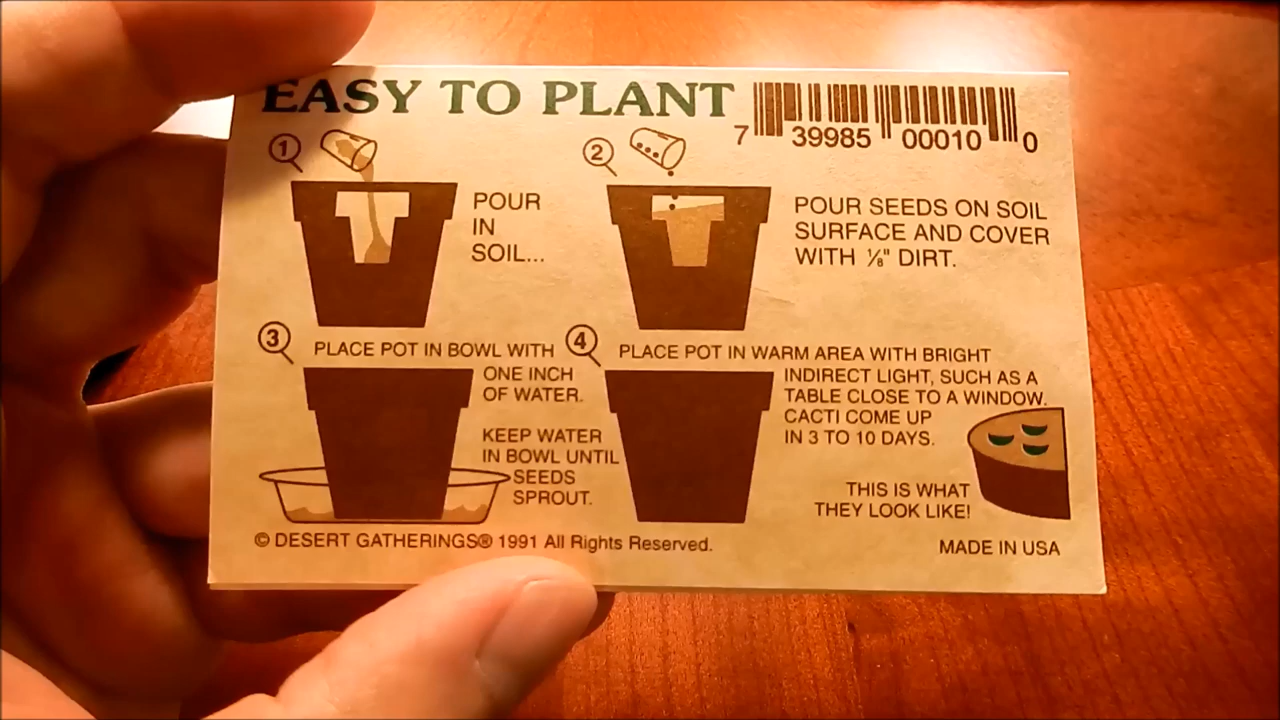 EASY TO PLANT
7 39985 00010 0
1
POUR
IN
SOIL...
2
POUR SEEDS ON SOIL
SURFACE AND COVER
WITH ⅛" DIRT.
3
PLACE POT IN BOWL WITH
ONE INCH
OF WATER.
KEEP WATER
IN BOWL UNTIL
SEEDS
SPROUT.
4
PLACE POT IN WARM AREA WITH BRIGHT
INDIRECT LIGHT, SUCH AS A
TABLE CLOSE TO A WINDOW.
CACTI COME UP
IN 3 TO 10 DAYS.
THIS IS WHAT
THEY LOOK LIKE!
© DESERT GATHERINGS® 1991 All Rights Reserved.
MADE IN USA